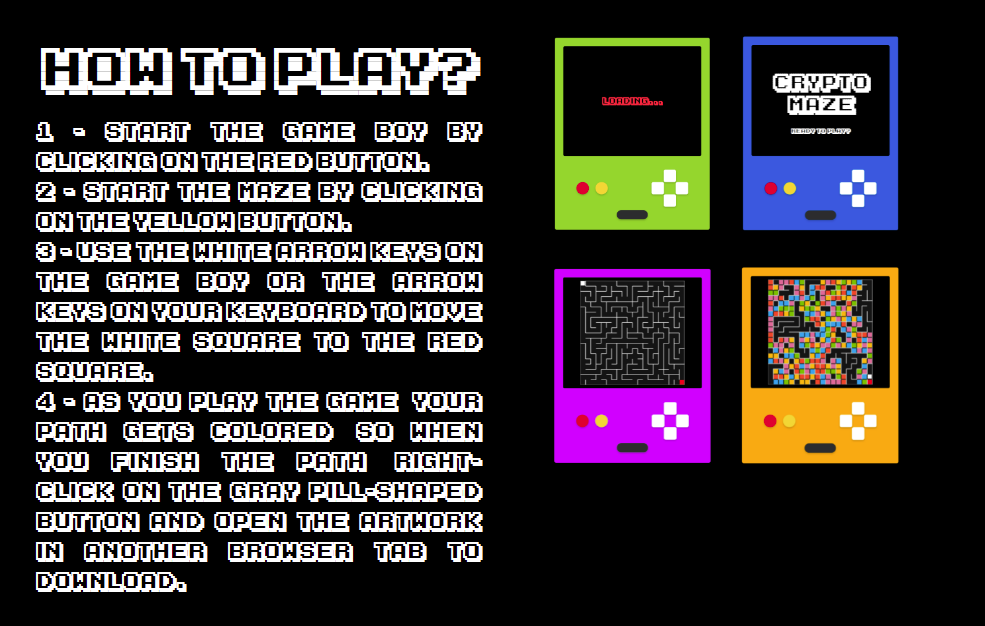 HOW TO PLAY?
1 - START THE GAME BOY BY
CLICKING ON THE RED BUTTON.
2 - START THE MAZE BY CLICKING
ON THE YELLOW BUTTON.
3 - USE THE WHITE ARROW KEYS ON
THE GAME BOY OR THE ARROW
KEYS ON YOUR KEYBOARD TO MOVE
THE WHITE SQUARE TO THE RED
SQUARE.
4 - AS YOU PLAY THE GAME YOUR
PATH GETS COLORED SO WHEN
YOU FINISH THE PATH RIGHT-
CLICK ON THE GRAY PILL-SHAPED
BUTTON AND OPEN THE ARTWORK
IN ANOTHER BROWSER TAB TO
DOWNLOAD.
LOADING...
CRYPTO
MAZE
READY TO PLAY?